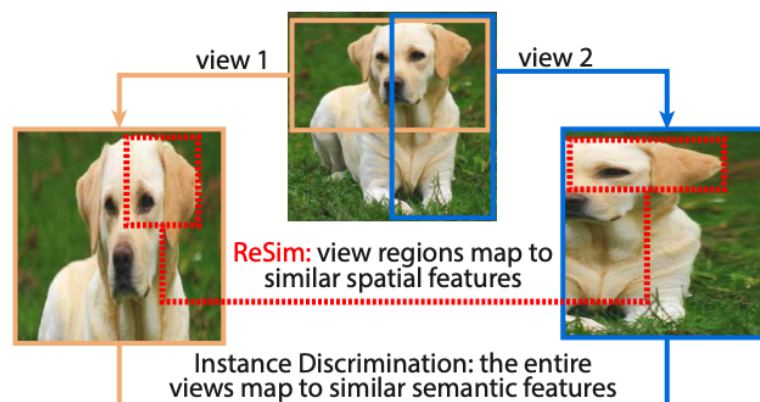 view 1
view 2
ReSim: view regions map to
similar spatial features
Instance Discrimination: the entire
views map to similar semantic features